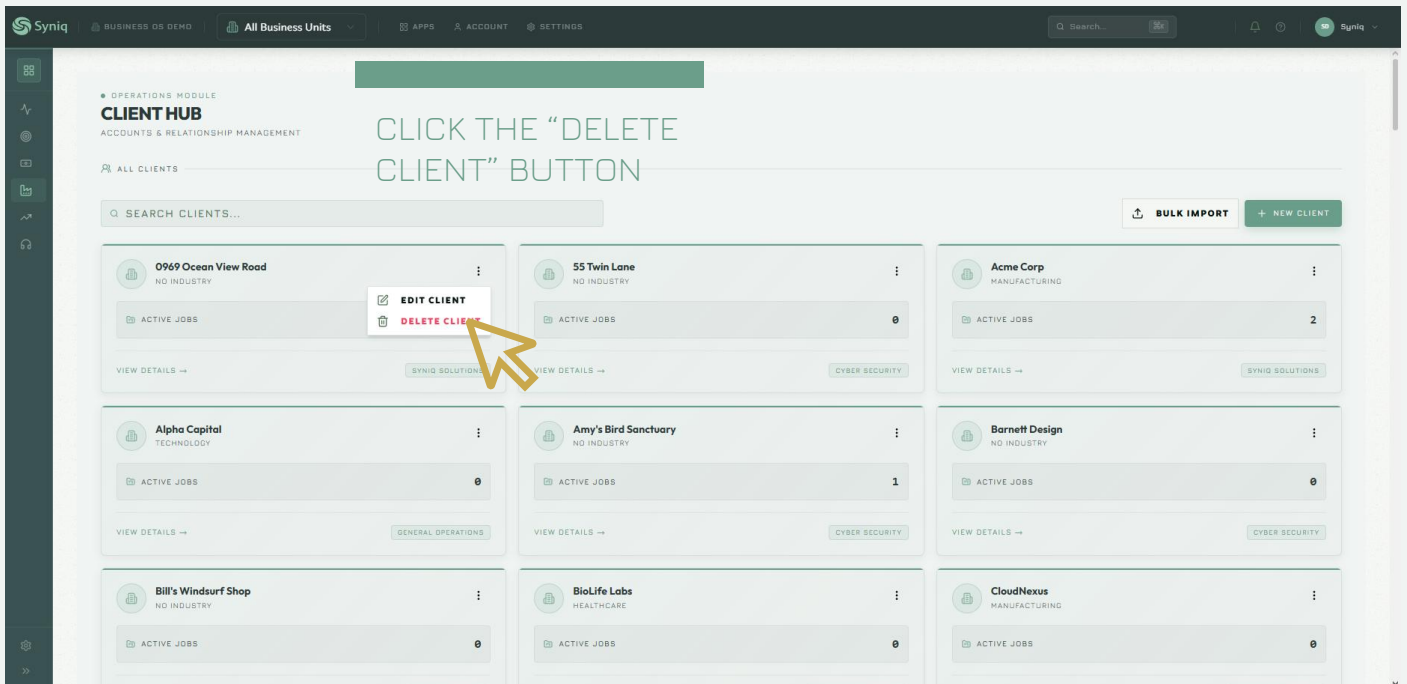 Syniq
BUSINESS OS DEMO
All Business Units
APPS
ACCOUNT
SETTINGS
Search...
⌘K
SD
Syniq
OPERATIONS MODULE
CLIENT HUB
ACCOUNTS & RELATIONSHIP MANAGEMENT
CLICK THE “DELETE
CLIENT” BUTTON
ALL CLIENTS
SEARCH CLIENTS...
BULK IMPORT
+ NEW CLIENT
0969 Ocean View Road
NO INDUSTRY
EDIT CLIENT
DELETE CLIENT
ACTIVE JOBS
VIEW DETAILS →
SYNIQ SOLUTIONS
55 Twin Lane
NO INDUSTRY
ACTIVE JOBS
0
VIEW DETAILS →
CYBER SECURITY
Acme Corp
MANUFACTURING
ACTIVE JOBS
2
VIEW DETAILS →
SYNIQ SOLUTIONS
Alpha Capital
TECHNOLOGY
ACTIVE JOBS
0
VIEW DETAILS →
GENERAL OPERATIONS
Amy's Bird Sanctuary
NO INDUSTRY
ACTIVE JOBS
1
VIEW DETAILS →
CYBER SECURITY
Barnett Design
NO INDUSTRY
ACTIVE JOBS
0
VIEW DETAILS →
CYBER SECURITY
Bill's Windsurf Shop
NO INDUSTRY
ACTIVE JOBS
0
BioLife Labs
HEALTHCARE
ACTIVE JOBS
0
CloudNexus
MANUFACTURING
ACTIVE JOBS
0